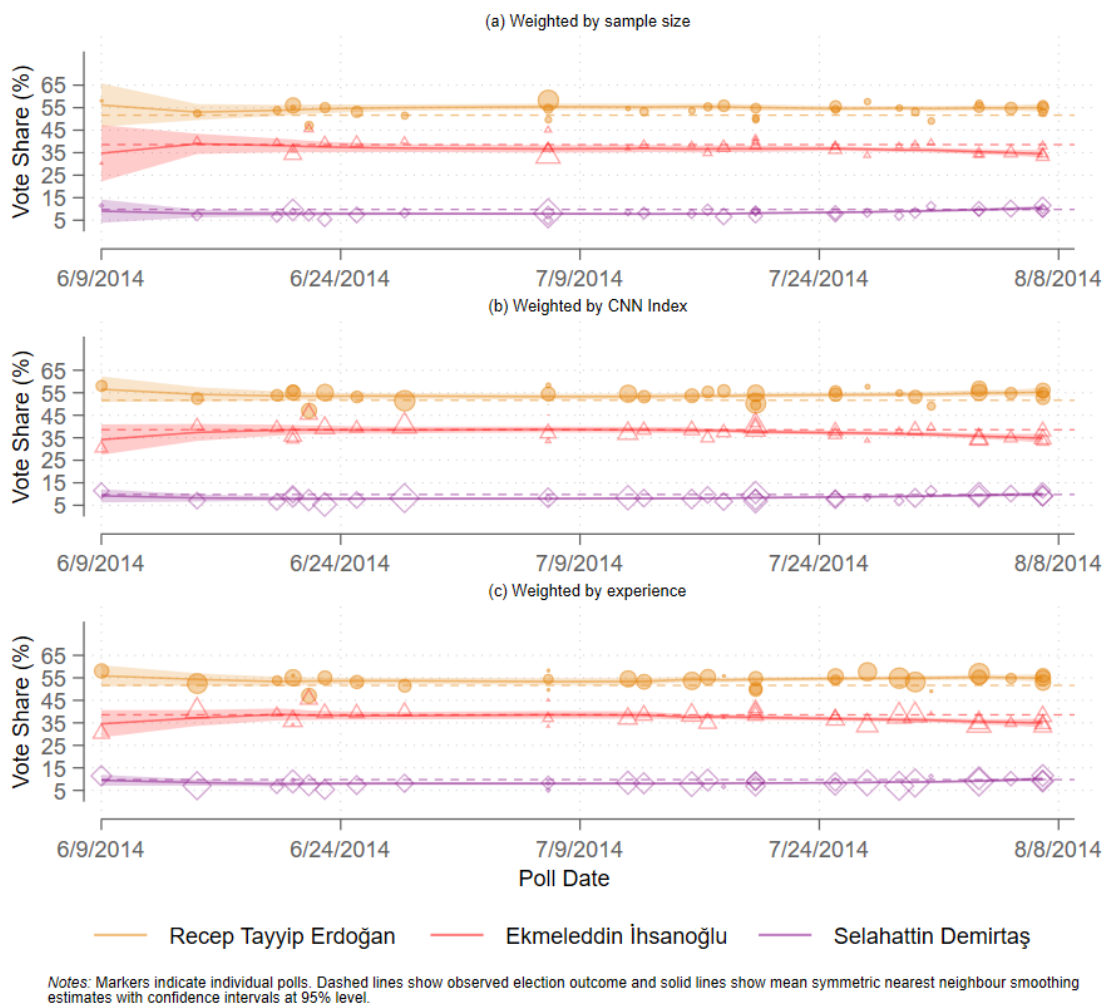 (a) Weighted by sample size
Vote Share (%)
65
55
45
35
25
15
5
6/9/2014 6/24/2014 7/9/2014 7/24/2014 8/8/2014
(b) Weighted by CNN Index
Vote Share (%)
65
55
45
35
25
15
5
6/9/2014 6/24/2014 7/9/2014 7/24/2014 8/8/2014
(c) Weighted by experience
Vote Share (%)
65
55
45
35
25
15
5
6/9/2014 6/24/2014 7/9/2014 7/24/2014 8/8/2014
Poll Date
Recep Tayyip Erdoğan Ekmeleddin İhsanoğlu Selahattin Demirtaş
Notes: Markers indicate individual polls. Dashed lines show observed election outcome and solid lines show mean symmetric nearest neighbour smoothing
estimates with confidence intervals at 95% level.